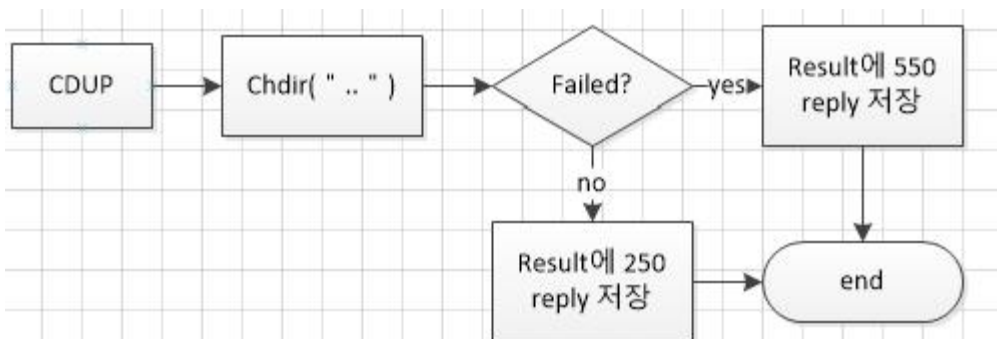 CDUP
Chdir( " .. " )
Failed?
yes
Result에 550
reply 저장
no
Result에 250
reply 저장
end